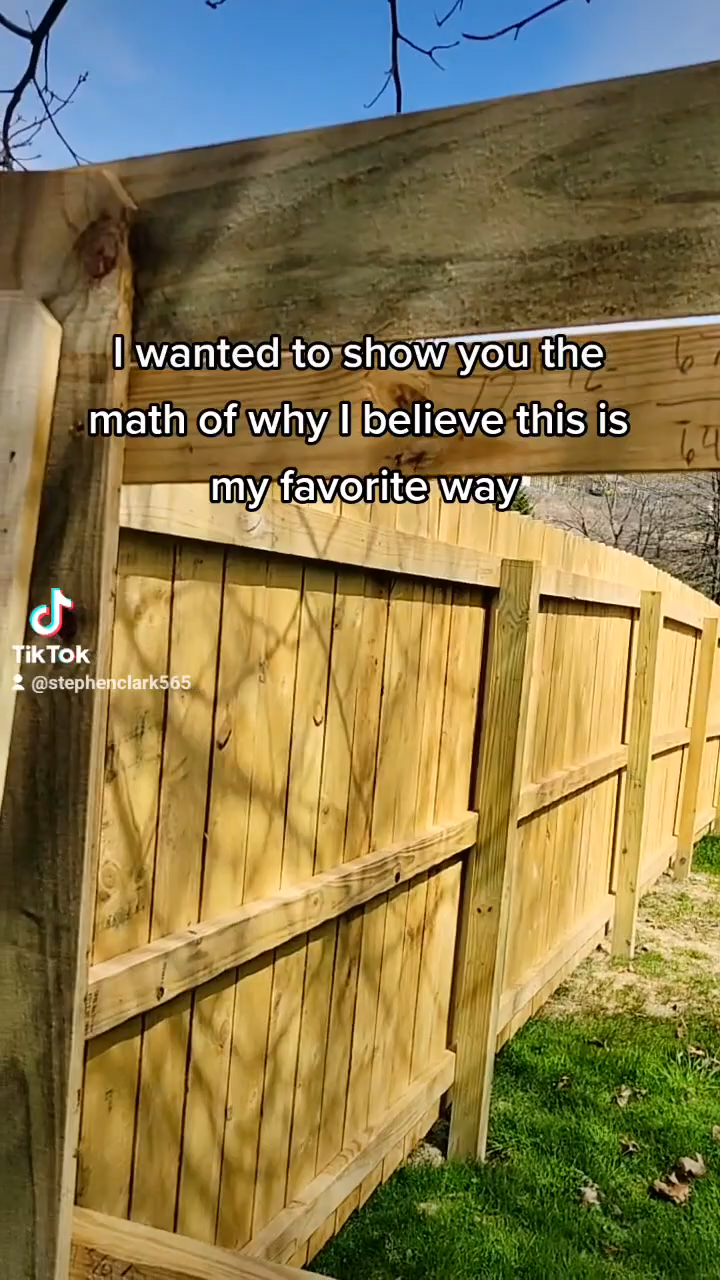 I wanted to show you the
math of why I believe this is
my favorite way
TikTok
@stephenclark565